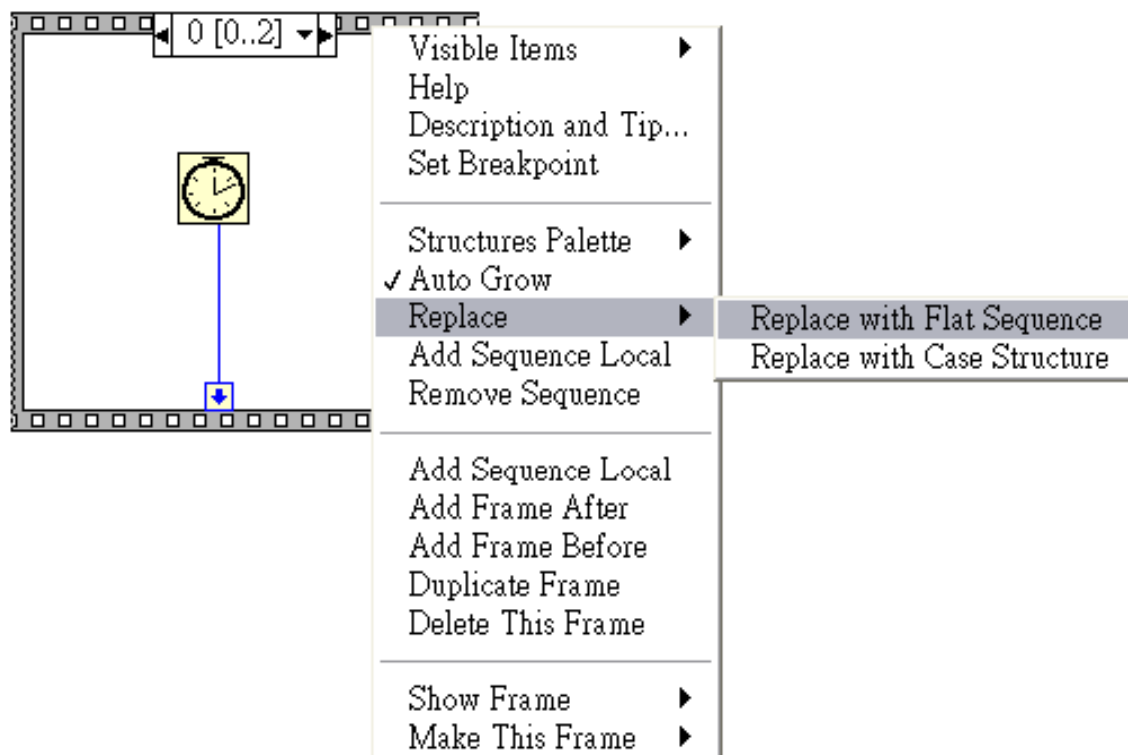 0 [0..2]
Visible Items
Help
Description and Tip...
Set Breakpoint
Structures Palette
Auto Grow
Replace
Replace with Flat Sequence
Add Sequence Local
Replace with Case Structure
Remove Sequence
Add Sequence Local
Add Frame After
Add Frame Before
Duplicate Frame
Delete This Frame
Show Frame
Make This Frame